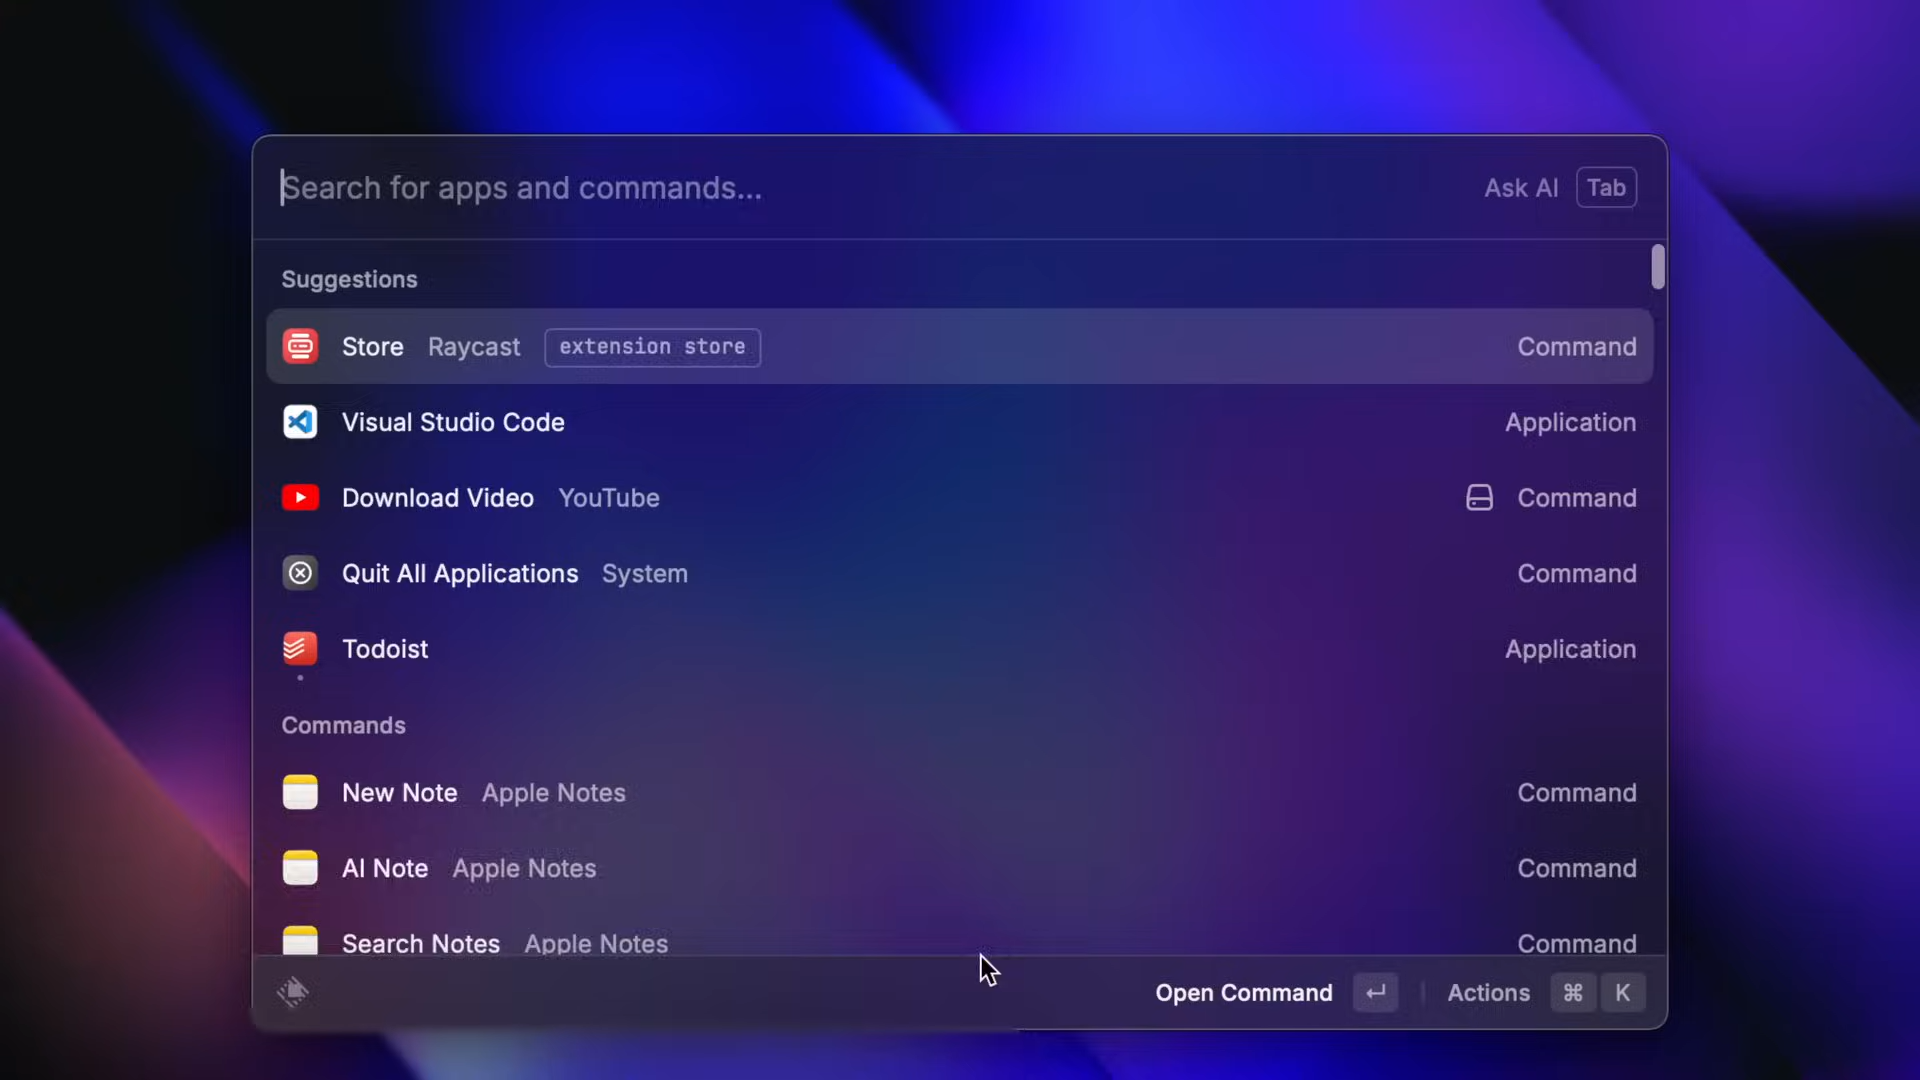 Search for apps and commands... Ask AI Tab
Suggestions
Store Raycast extension store Command
Visual Studio Code Application
Download Video YouTube Command
Quit All Applications System Command
Todoist Application
Commands
New Note Apple Notes Command
AI Note Apple Notes Command
Search Notes Apple Notes Command
Open Command ↵ Actions ⌘ K